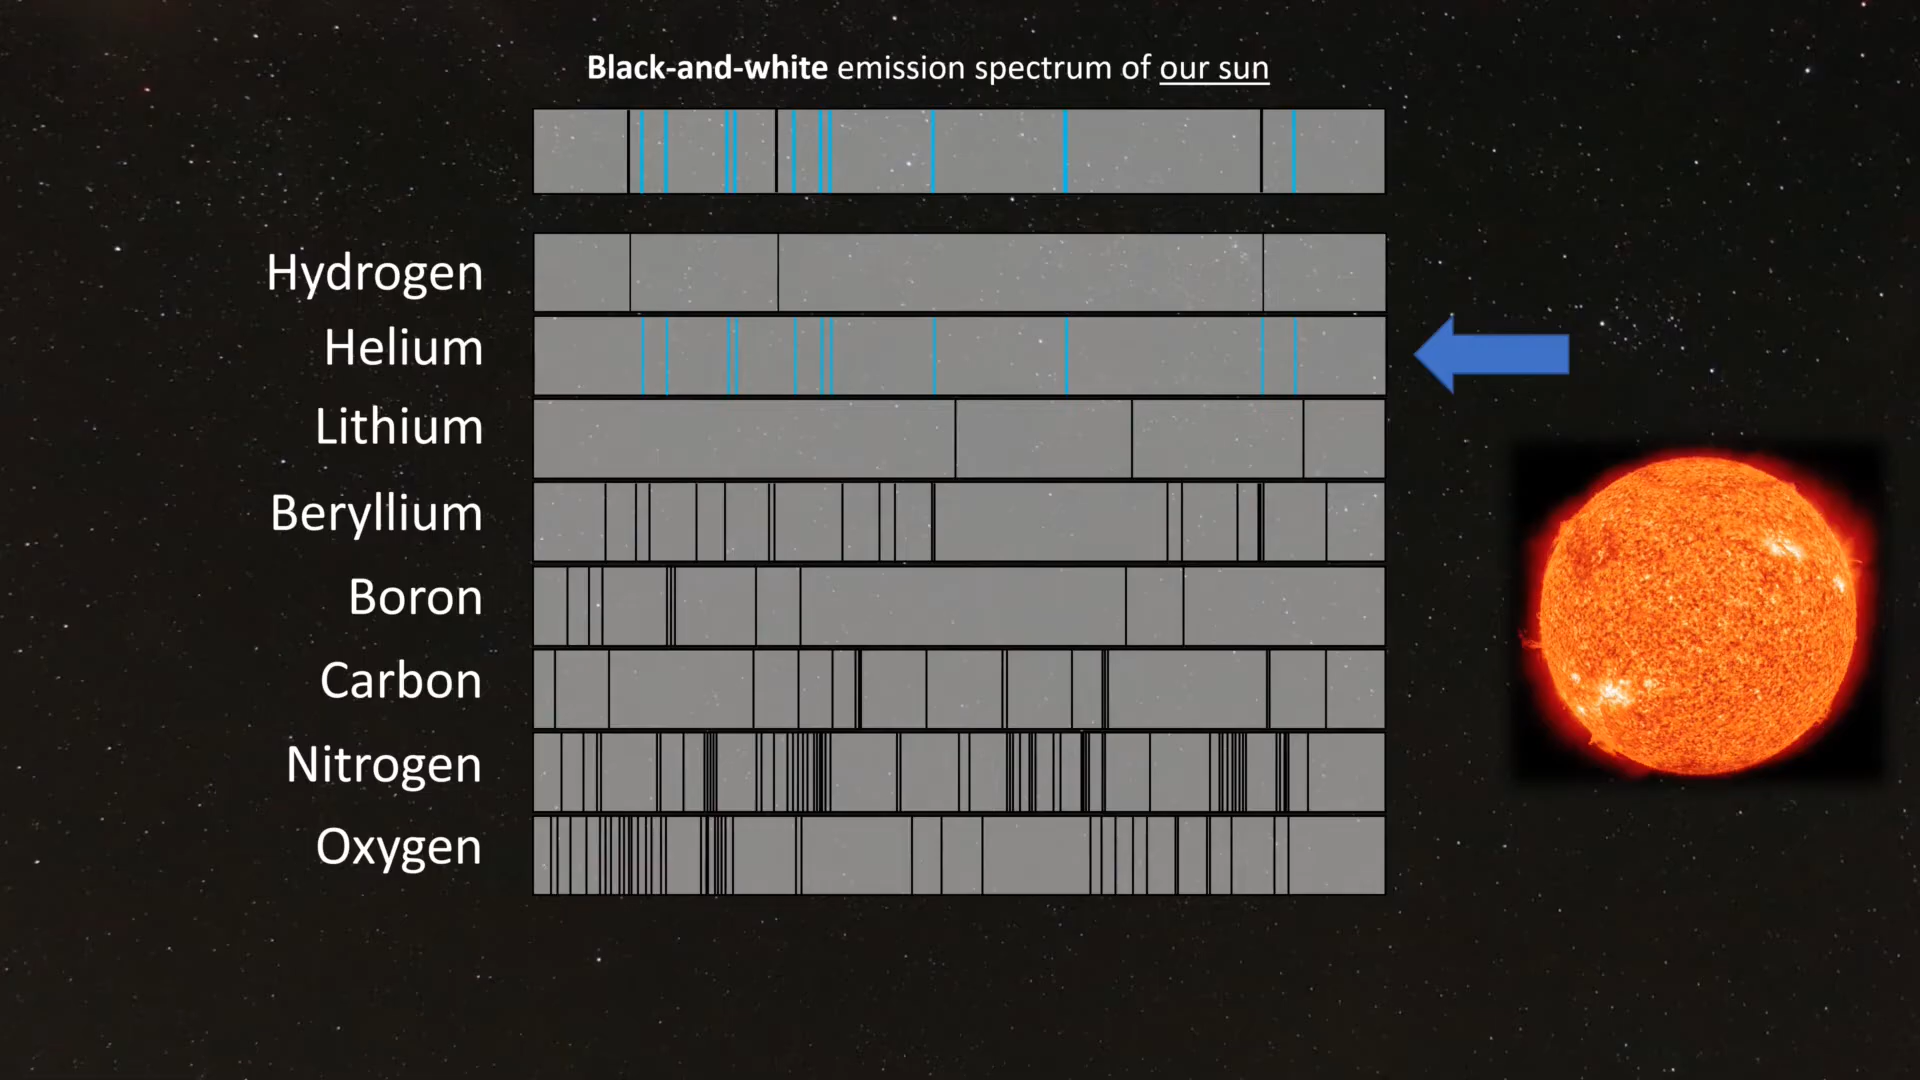 Black-and-white emission spectrum of our sun
Hydrogen
Helium
Lithium
Beryllium
Boron
Carbon
Nitrogen
Oxygen